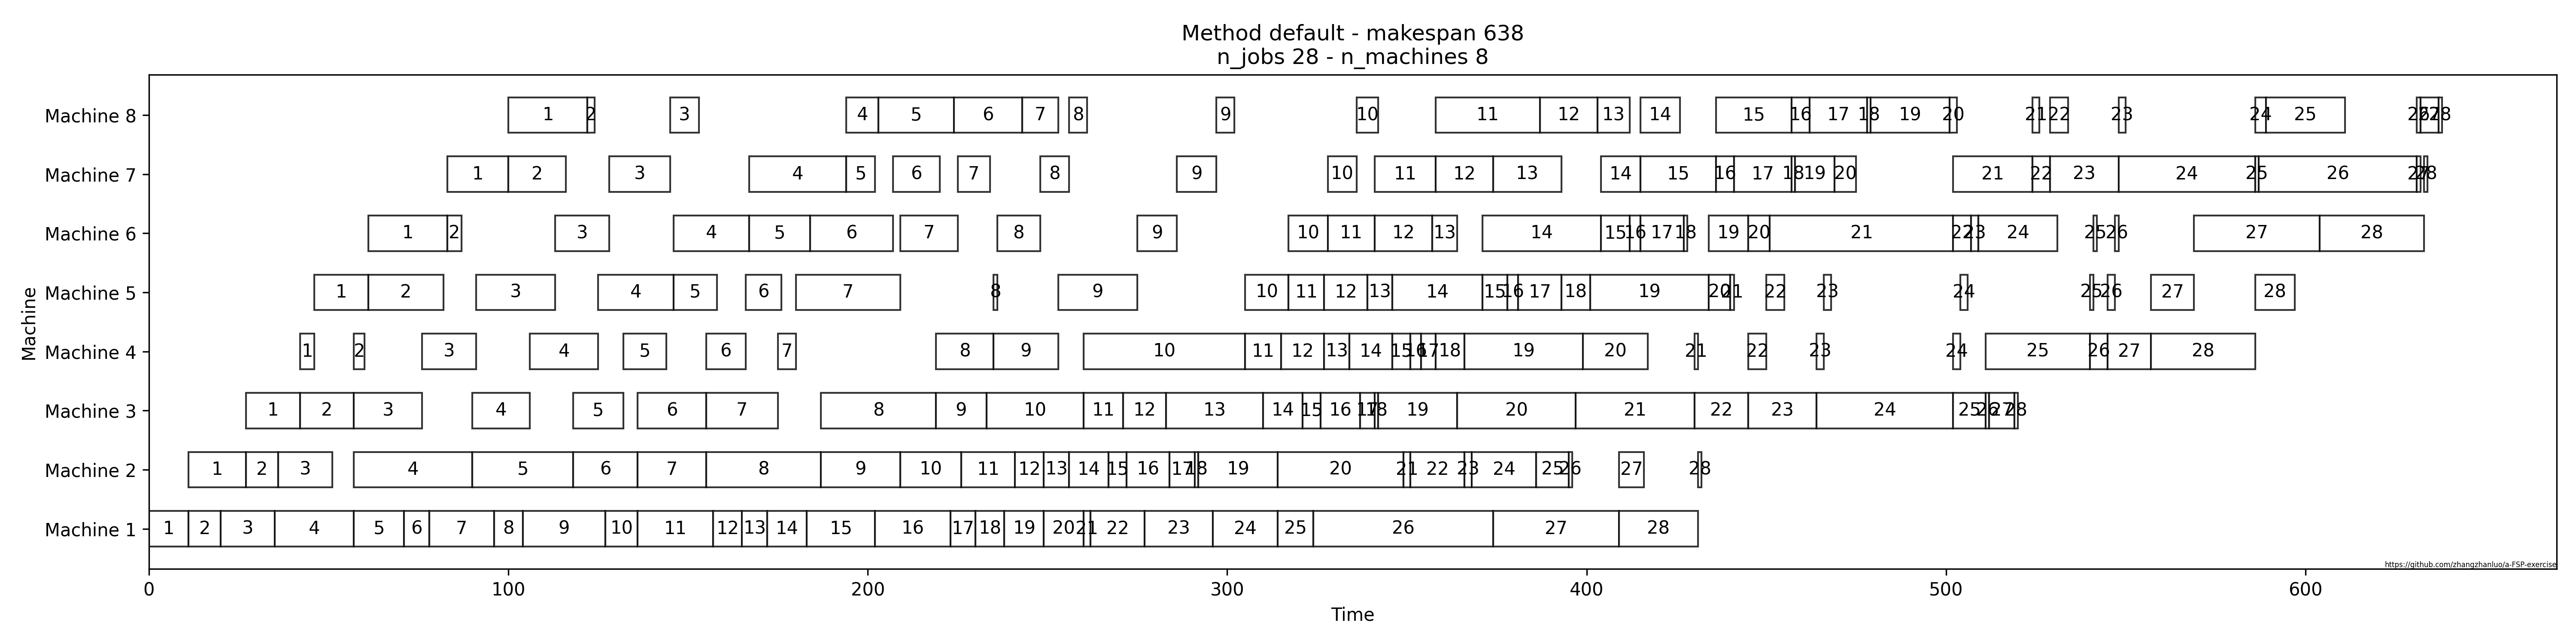 Method default - makespan 638
n_jobs 28 - n_machines 8
Machine 8 1 2 3 4 5 6 7 8 9 10 11 12 13 14 15 16 17 18 19 20 21 22 23 24 25 26 27 28
Machine 7 1 2 3 4 5 6 7 8 9 10 11 12 13 14 15 16 17 18 19 20 21 22 23 24 25 26 27 28
Machine 6 1 2 3 4 5 6 7 8 9 10 11 12 13 14 15 16 17 18 19 20 21 22 23 24 25 26 27 28
Machine 5 1 2 3 4 5 6 7 8 9 10 11 12 13 14 15 16 17 18 19 20 21 22 23 24 25 26 27 28
Machine 4 1 2 3 4 5 6 7 8 9 10 11 12 13 14 15 16 17 18 19 20 21 22 23 24 25 26 27 28
Machine 3 1 2 3 4 5 6 7 8 9 10 11 12 13 14 15 16 17 18 19 20 21 22 23 24 25 26 27 28
Machine 2 1 2 3 4 5 6 7 8 9 10 11 12 13 14 15 16 17 18 19 20 21 22 23 24 25 26 27 28
Machine 1 1 2 3 4 5 6 7 8 9 10 11 12 13 14 15 16 17 18 19 20 21 22 23 24 25 26 27 28
Machine
https://github.com/zhangzhanluo/a-FSP-exercise
0 100 200 300 400 500 600
Time